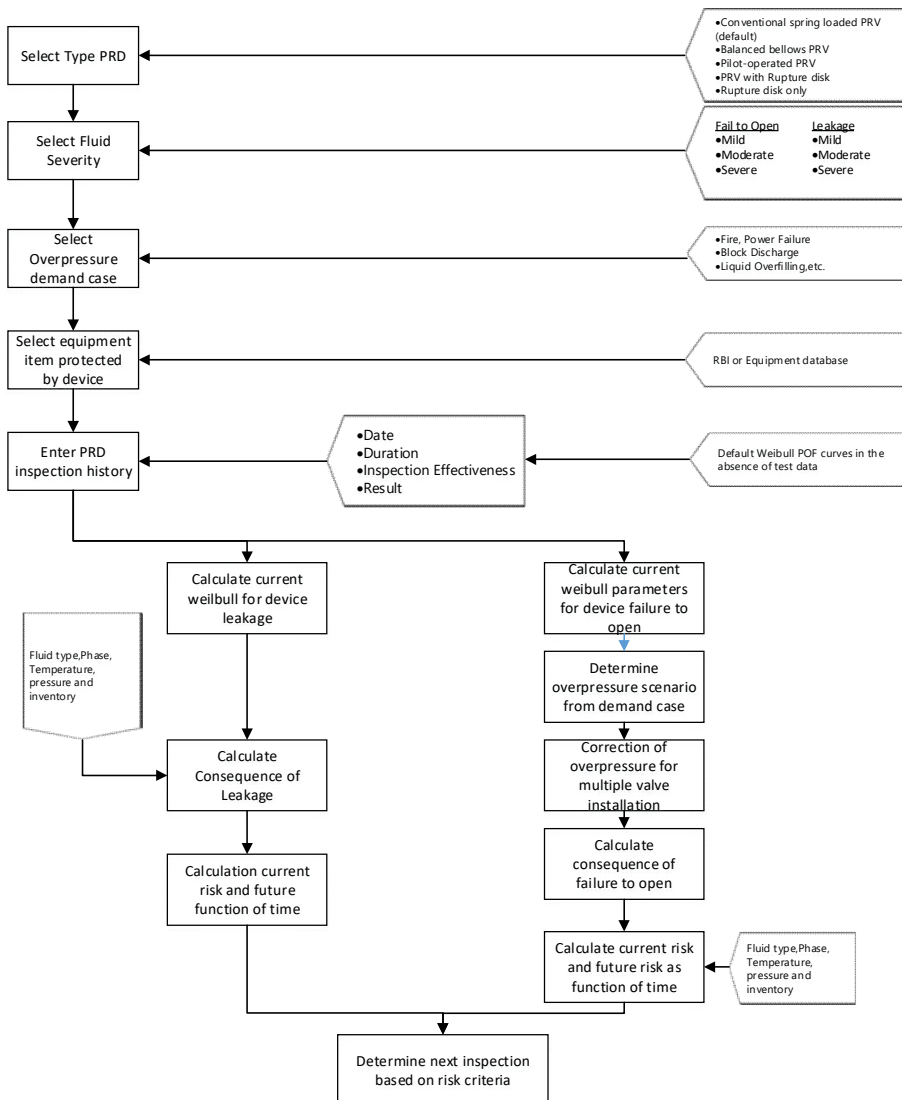 Select Type PRD
•Conventional spring loaded PRV
(default)
•Balanced bellows PRV
•Pilot-operated PRV
•PRV with Rupture disk
•Rupture disk only
Select Fluid
Severity
Fail to Open Leakage
•Mild •Mild
•Moderate •Moderate
•Severe •Severe
Select
Overpressure
demand case
•Fire, Power Failure
•Block Discharge
•Liquid Overfilling,etc.
Select equipment
item protected
by device
RBI or Equipment database
Enter PRD
inspection history
•Date
•Duration
•Inspection Effectiveness
•Result
Default Weibull POF curves in the
absence of test data
Calculate current
weilbull for device
leakage
Calculate current
weibull parameters
for device failure to
open
Fluid type,Phase,
Temperature,
pressure and
inventory
Determine
overpressure scenario
from demand case
Calculate
Consequence of
Leakage
Correction of
overpressure for
multiple valve
installation
Calculation current
risk and future
function of time
Calculate
consequence of
failure to open
Calculate current risk
and future risk as
function of time
Fluid type,Phase,
Temperature,
pressure and
inventory
Determine next inspection
based on risk criteria